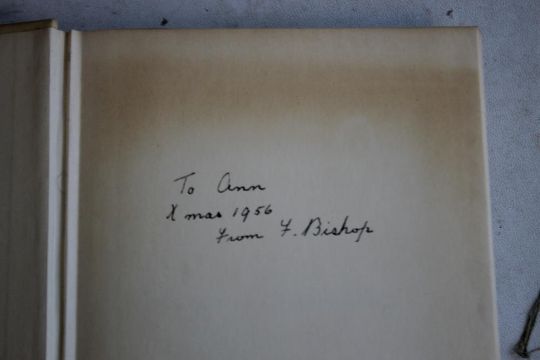 To Ann
X mas 1956
From F. Bishop